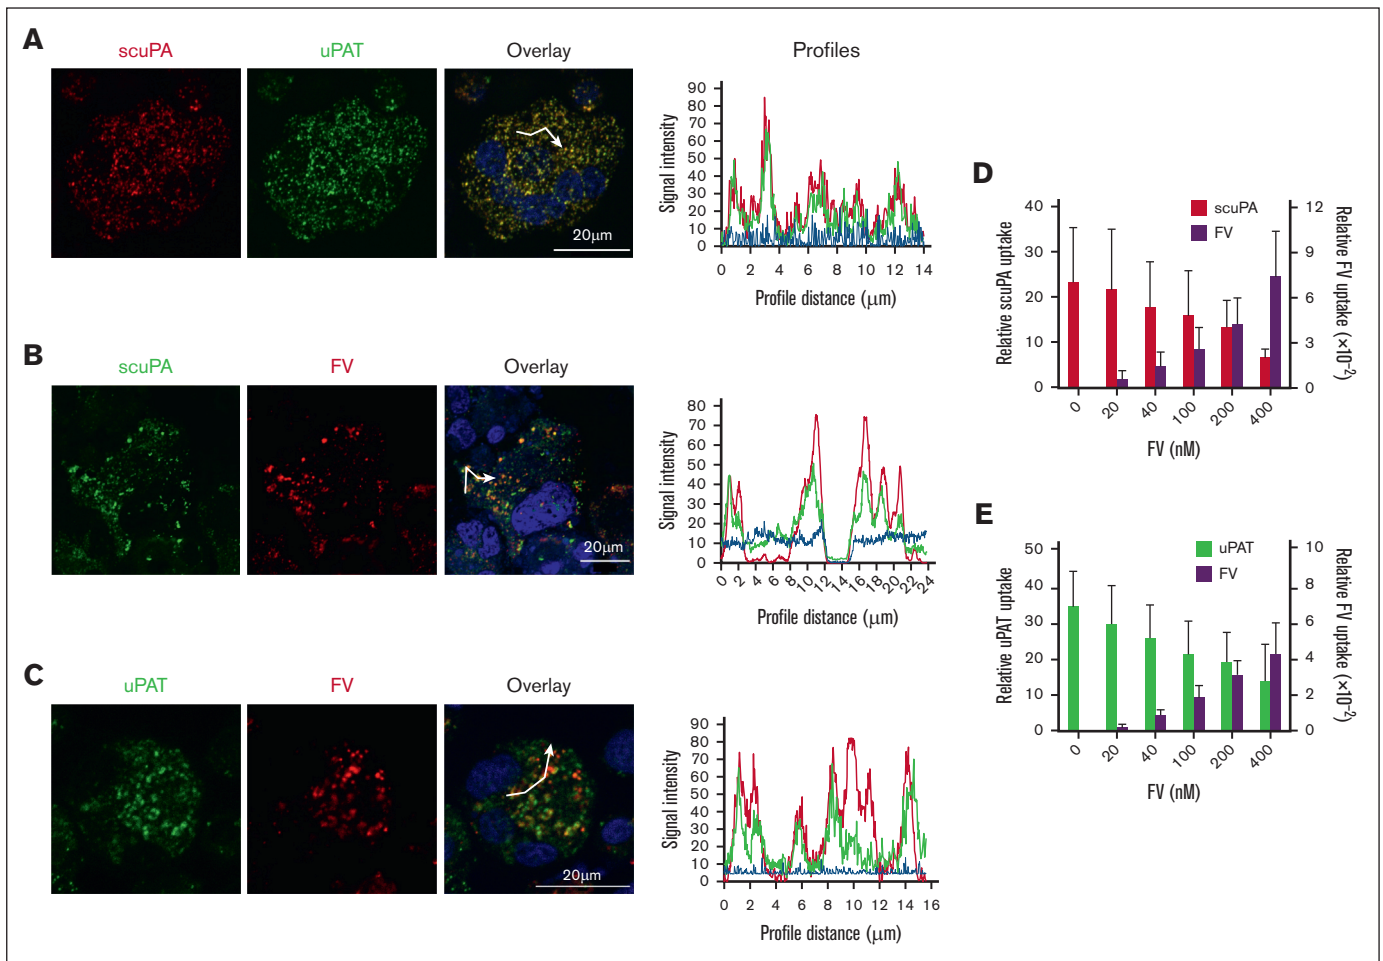 A
scuPA
uPAT
Overlay
Profiles
20μm
Signal intensity
90
80
70
60
50
40
30
20
10
0
0 2 4 6 8 10 12 14
Profile distance (μm)
B
scuPA
FV
Overlay
20μm
Signal intensity
80
70
60
50
40
30
20
10
0
0 2 4 6 8 10 12 14 16 18 20 22 24
Profile distance (μm)
C
uPAT
FV
Overlay
20μm
Signal intensity
90
80
70
60
50
40
30
20
10
0
0 2 4 6 8 10 12 14 16
Profile distance (μm)
D
Relative scuPA uptake
40
30
20
10
0
scuPA
FV
12
9
6
3
0
Relative FV uptake (×10⁻²)
0 20 40 100 200 400
FV (nM)
E
Relative uPAT uptake
50
40
30
20
10
0
uPAT
FV
10
8
6
4
2
0
Relative FV uptake (×10⁻²)
0 20 40 100 200 400
FV (nM)